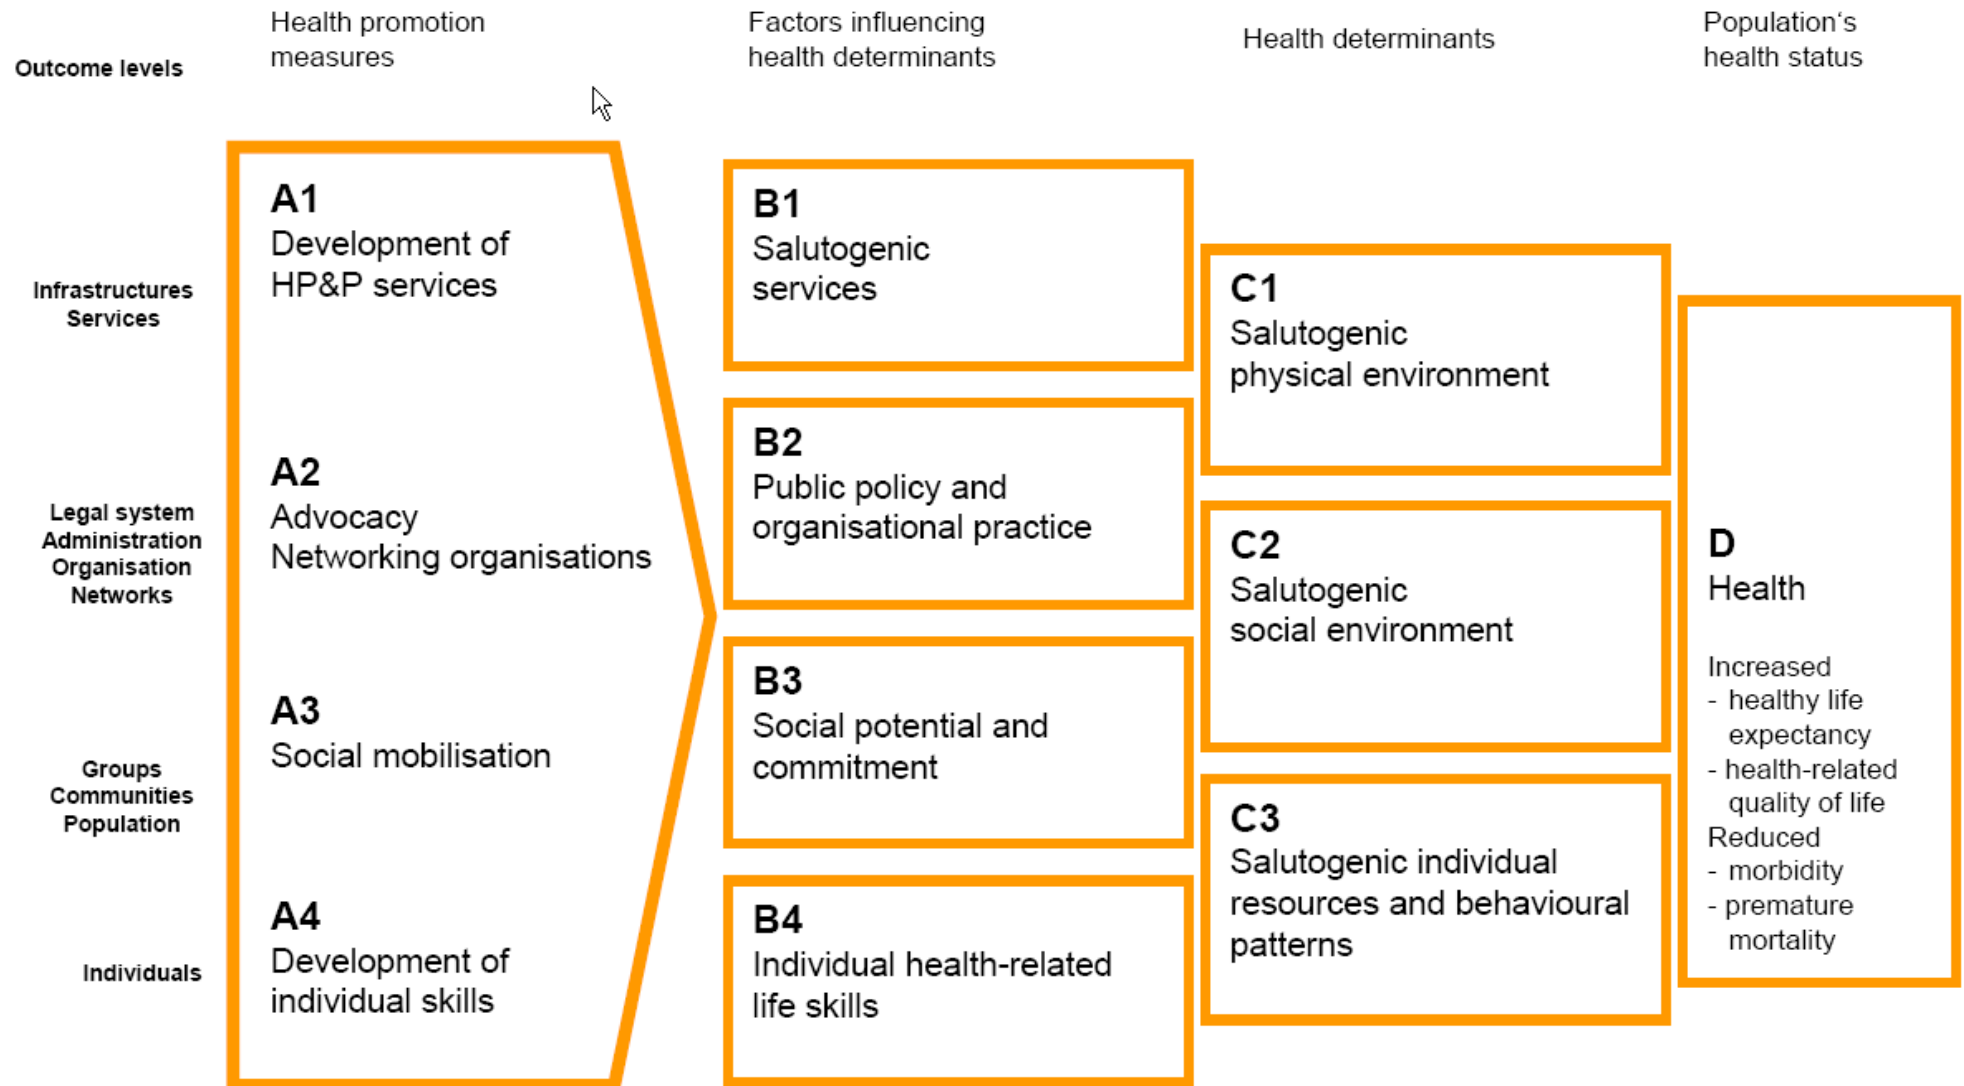 Outcome levels
Health promotion
measures
Factors influencing
health determinants
Health determinants
Population‘s
health status
Infrastructures
Services
Legal system
Administration
Organisation
Networks
Groups
Communities
Population
Individuals
A1
Development of
HP&P services
A2
Advocacy
Networking organisations
A3
Social mobilisation
A4
Development of
individual skills
B1
Salutogenic
services
B2
Public policy and
organisational practice
B3
Social potential and
commitment
B4
Individual health-related
life skills
C1
Salutogenic
physical environment
C2
Salutogenic
social environment
C3
Salutogenic individual
resources and behavioural
patterns
D
Health
Increased
- healthy life
expectancy
- health-related
quality of life
Reduced
- morbidity
- premature
mortality